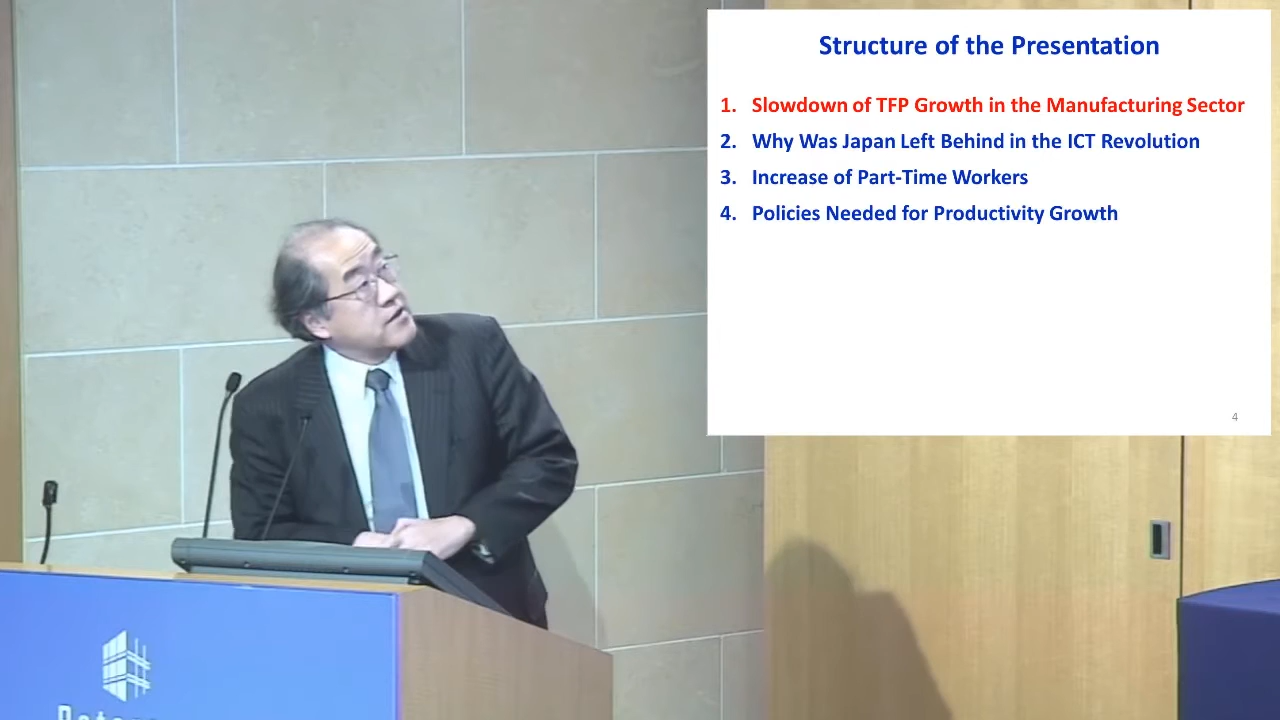 Structure of the Presentation
1. Slowdown of TFP Growth in the Manufacturing Sector
2. Why Was Japan Left Behind in the ICT Revolution
3. Increase of Part-Time Workers
4. Policies Needed for Productivity Growth
4